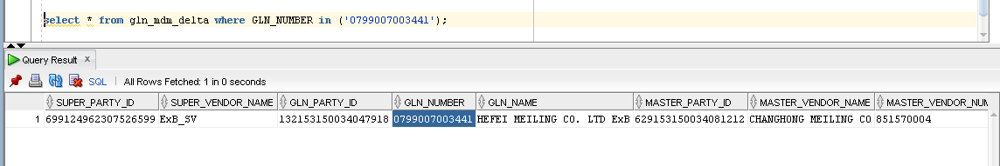 select * from gln_mdm_delta where GLN_NUMBER in ('0799007003441');
Query Result x
SQL | All Rows Fetched: 1 in 0 seconds
SUPER_PARTY_ID SUPER_VENDOR_NAME GLN_PARTY_ID GLN_NUMBER GLN_NAME MASTER_PARTY_ID MASTER_VENDOR_NAME MASTER_VENDOR_NUM
1 699124962307526599 ExB_SV 132153150034047918 0799007003441 HEFEI MEILING CO. LTD ExB 629153150034081212 CHANGHONG MEILING CO 851570004